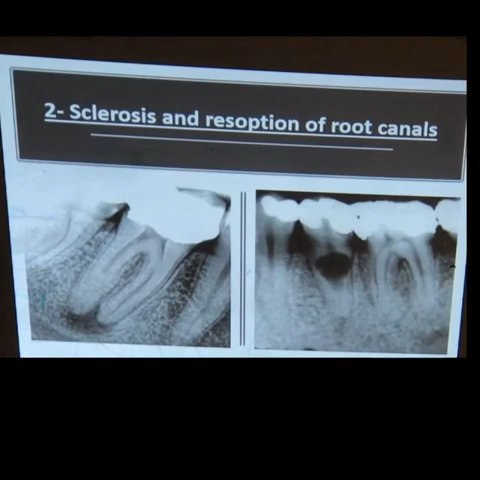 2- Sclerosis and resoption of root canals